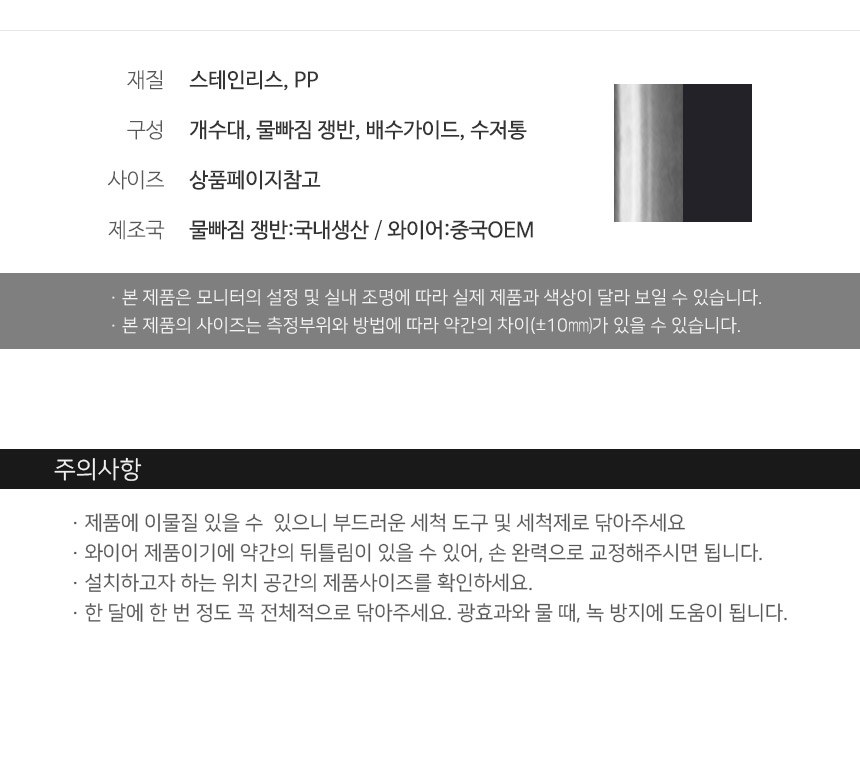 재질 스테인리스, PP
구성 개수대, 물빠짐 쟁반, 배수가이드, 수저통
사이즈 상품페이지참고
제조국 물빠짐 쟁반:국내생산 / 와이어:중국OEM
· 본 제품은 모니터의 설정 및 실내 조명에 따라 실제 제품과 색상이 달라 보일 수 있습니다.
· 본 제품의 사이즈는 측정부위와 방법에 따라 약간의 차이(±10㎜)가 있을 수 있습니다.
주의사항
· 제품에 이물질 있을 수  있으니 부드러운 세척 도구 및 세척제로 닦아주세요
· 와이어 제품이기에 약간의 뒤틀림이 있을 수 있어, 손 완력으로 교정해주시면 됩니다.
· 설치하고자 하는 위치 공간의 제품사이즈를 확인하세요.
· 한 달에 한 번 정도 꼭 전체적으로 닦아주세요. 광효과와 물 때, 녹 방지에 도움이 됩니다.